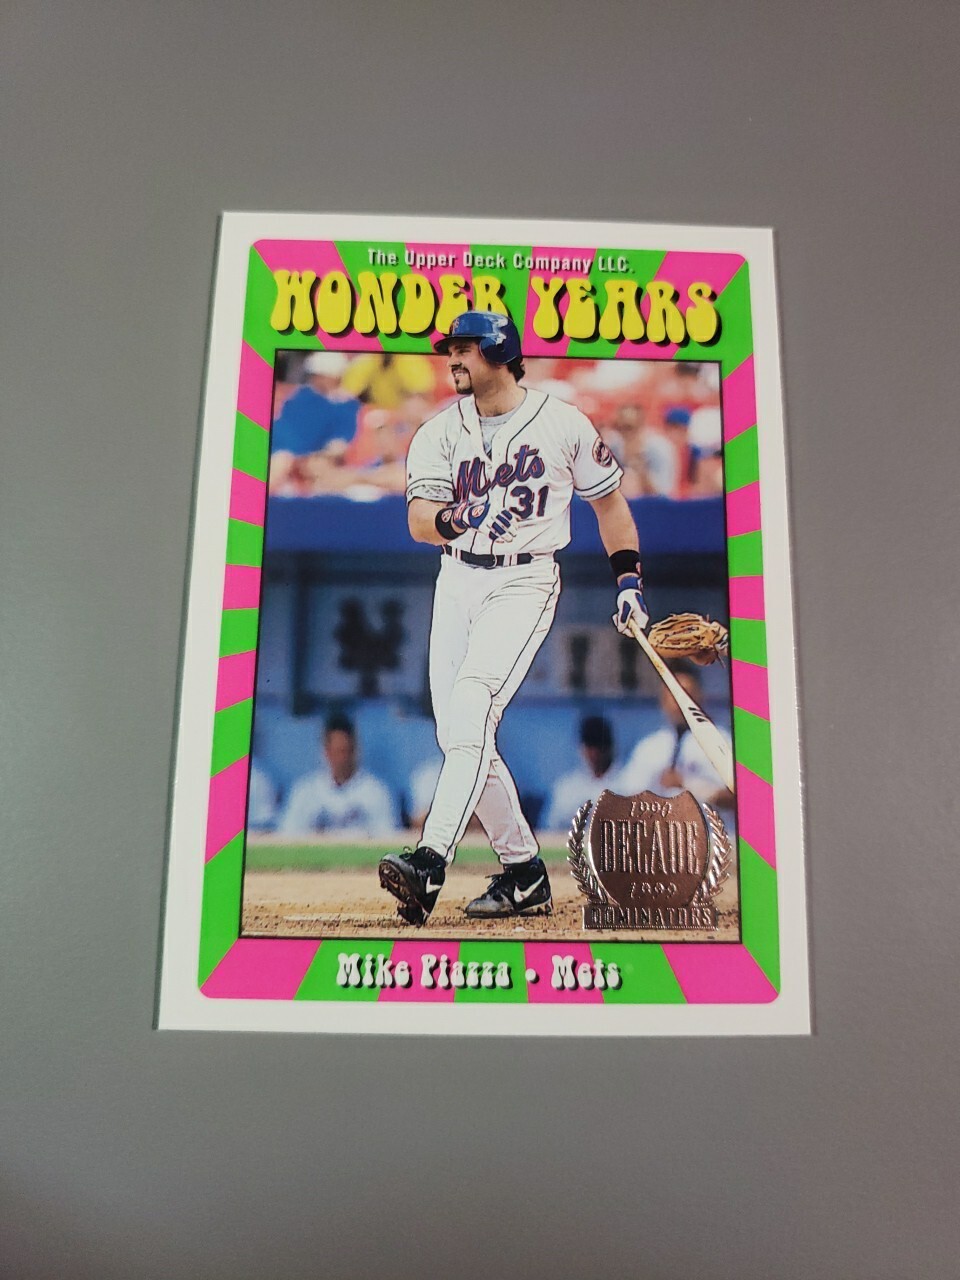 The Upper Deck Company LLC.
WONDER YEARS
Mets
31
1990
DECADE
1999
DOMINATORS
Mike Piazza • Mets